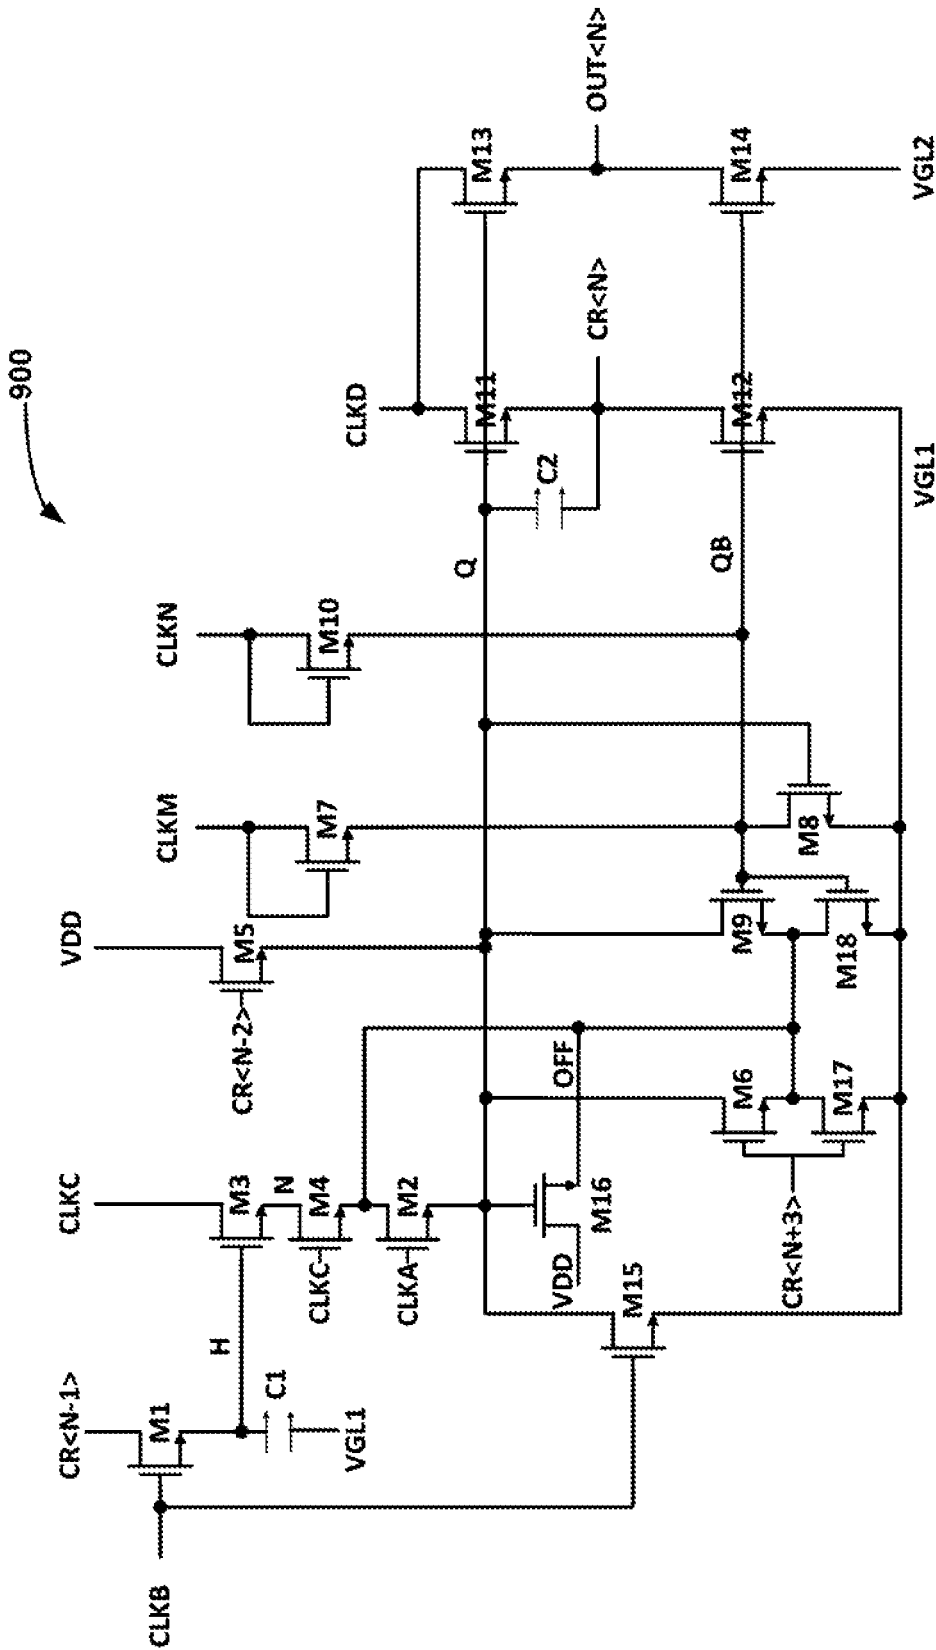 900
CLKB
CR<N-1>
M1
H
C1
VGL1
CLKC
M3
N
M4
CLKC
M2
CLKA
VDD
M16
OFF
M15
VDD
M5
CR<N-2>
CLKM
M7
CLKN
M10
Q
QB
M6
M17
CR<N+3>
M9
M18
M8
CLKD
M11
C2
CR<N>
M12
VGL1
M13
OUT<N>
M14
VGL2